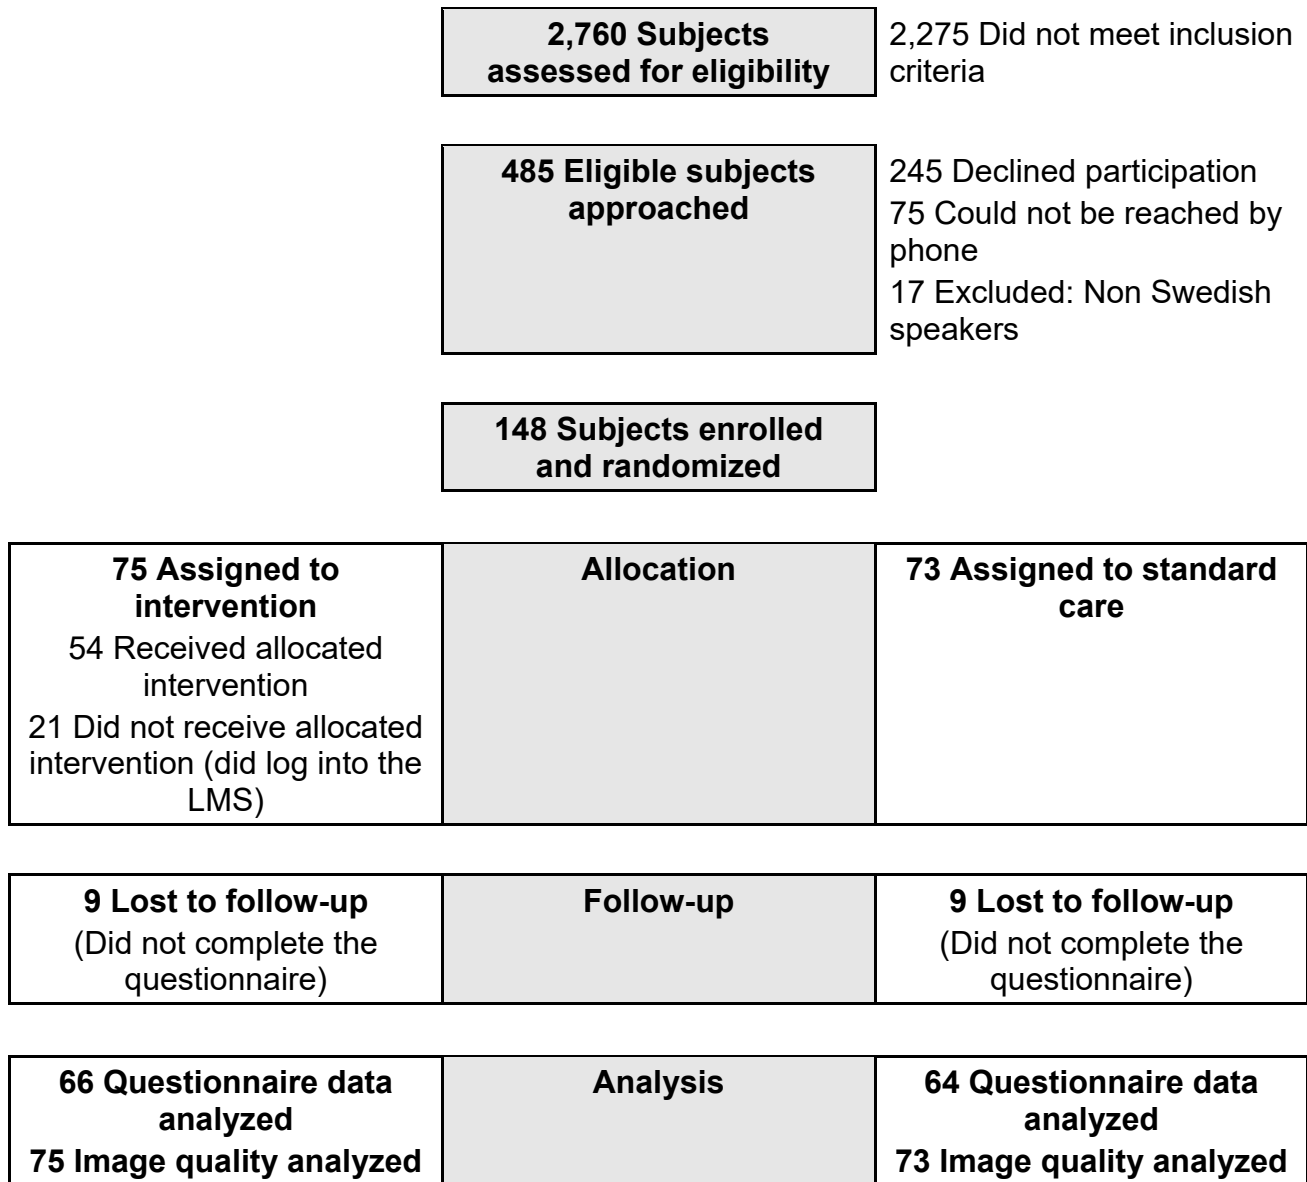 2,760 Subjects
assessed for eligibility
2,275 Did not meet inclusion
criteria
485 Eligible subjects
approached
245 Declined participation
75 Could not be reached by
phone
17 Excluded: Non Swedish
speakers
148 Subjects enrolled
and randomized
75 Assigned to
intervention
54 Received allocated
intervention
21 Did not receive allocated
intervention (did log into the
LMS)
Allocation
73 Assigned to standard
care
9 Lost to follow-up
(Did not complete the
questionnaire)
Follow-up
9 Lost to follow-up
(Did not complete the
questionnaire)
66 Questionnaire data
analyzed
75 Image quality analyzed
Analysis
64 Questionnaire data
analyzed
73 Image quality analyzed